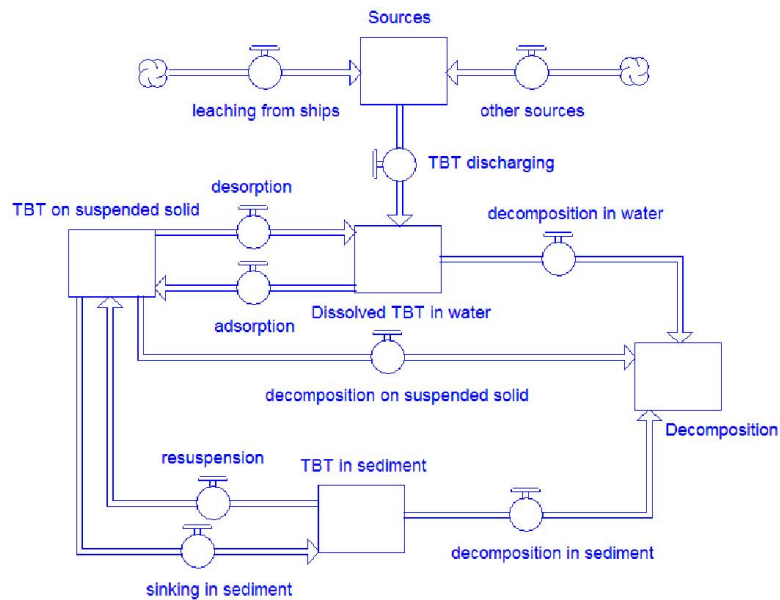 Sources
leaching from ships
other sources
TBT discharging
desorption
TBT on suspended solid
decomposition in water
adsorption
Dissolved TBT in water
decomposition on suspended solid
Decomposition
resuspension
TBT in sediment
decomposition in sediment
sinking in sediment